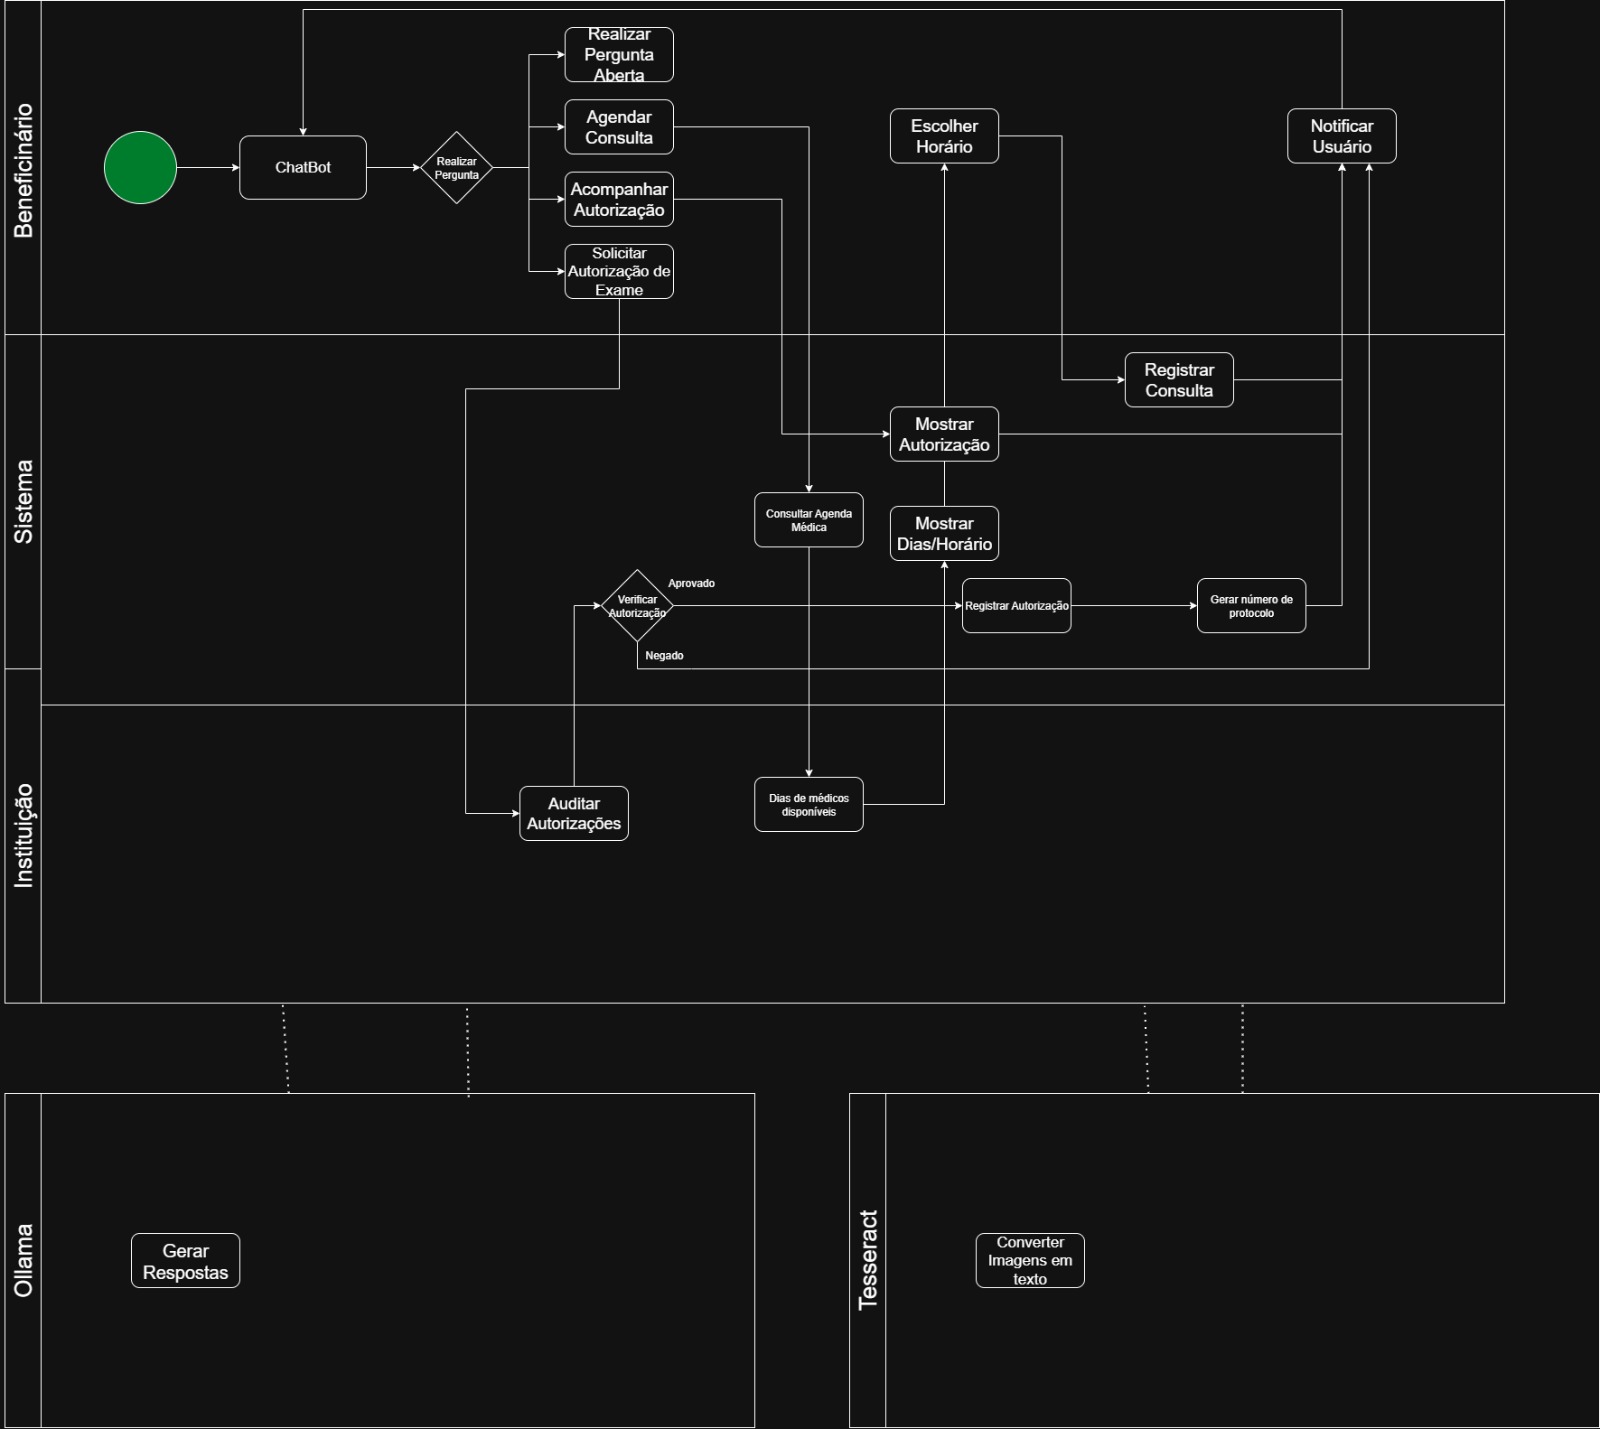 Beneficinário
Realizar
Pergunta
Aberta
Agendar
Consulta
Escolher
Horário
Notificar
Usuário
ChatBot
Realizar
Pergunta
Acompanhar
Autorização
Solicitar
Autorização de
Exame
Sistema
Registrar
Consulta
Mostrar
Autorização
Consultar Agenda
Médica
Mostrar
Dias/Horário
Aprovado
Verificar
Autorização
Registrar Autorização
Gerar número de
protocolo
Negado
Instituição
Auditar
Autorizações
Dias de médicos
disponíveis
Ollama
Gerar
Respostas
Tesseract
Converter
Imagens em
texto